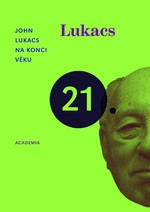 JOHN
LUKACS
NA KONCI
VĚKU
Lukacs
21.
ACADEMIA